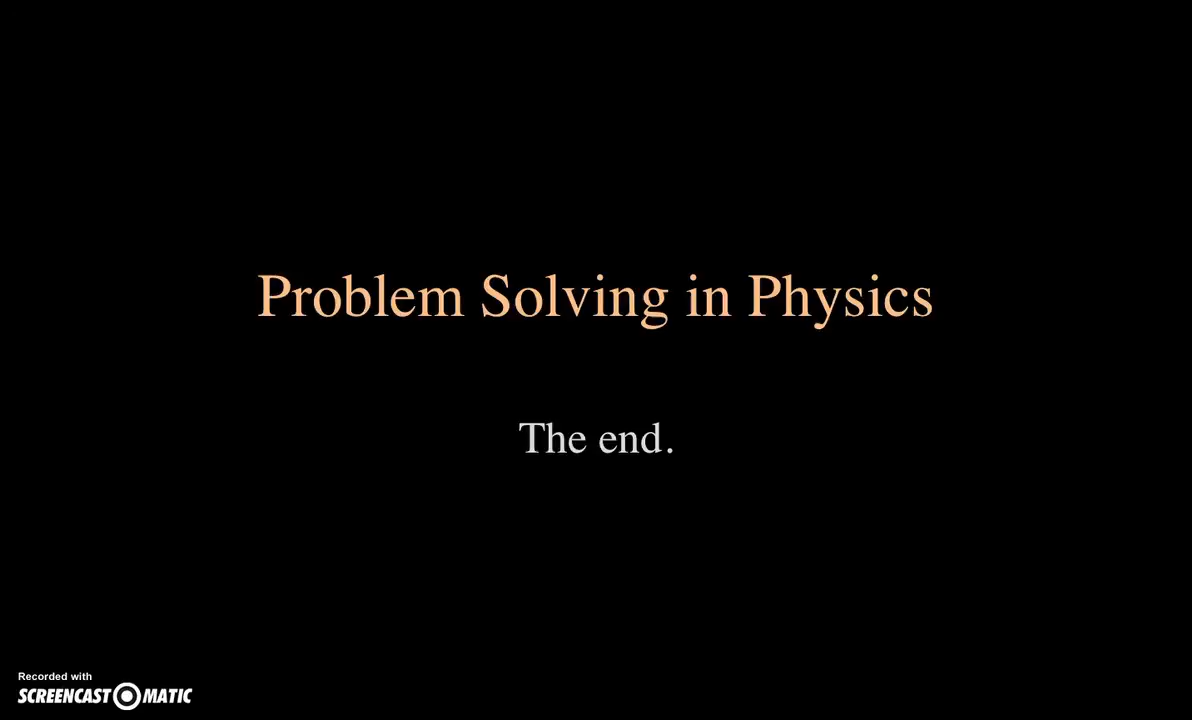 Problem Solving in Physics
The end.
Recorded with
SCREENCAST MATIC